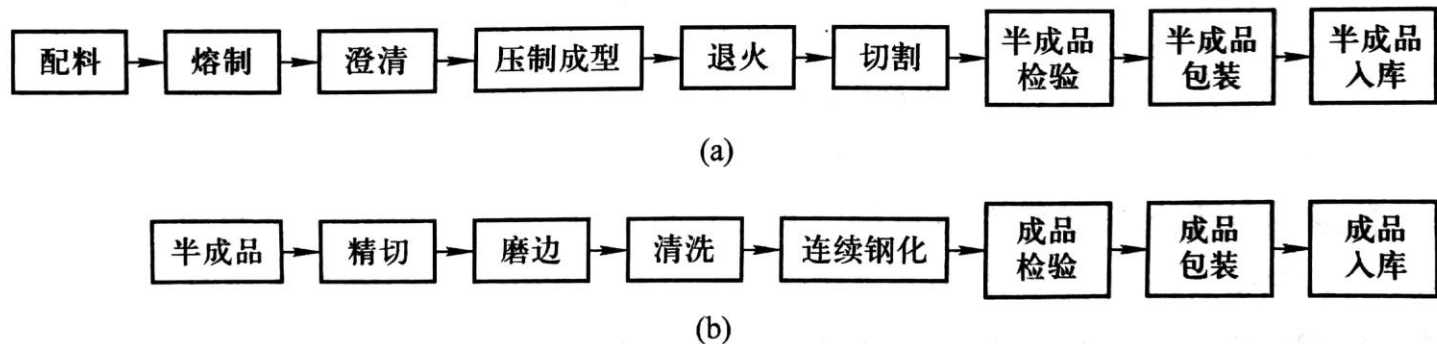 配料 熔制 澄清 压制成型 退火 切割 半成品检验 半成品包装 半成品入库
(a)
半成品 精切 磨边 清洗 连续钢化 成品检验 成品包装 成品入库
(b)